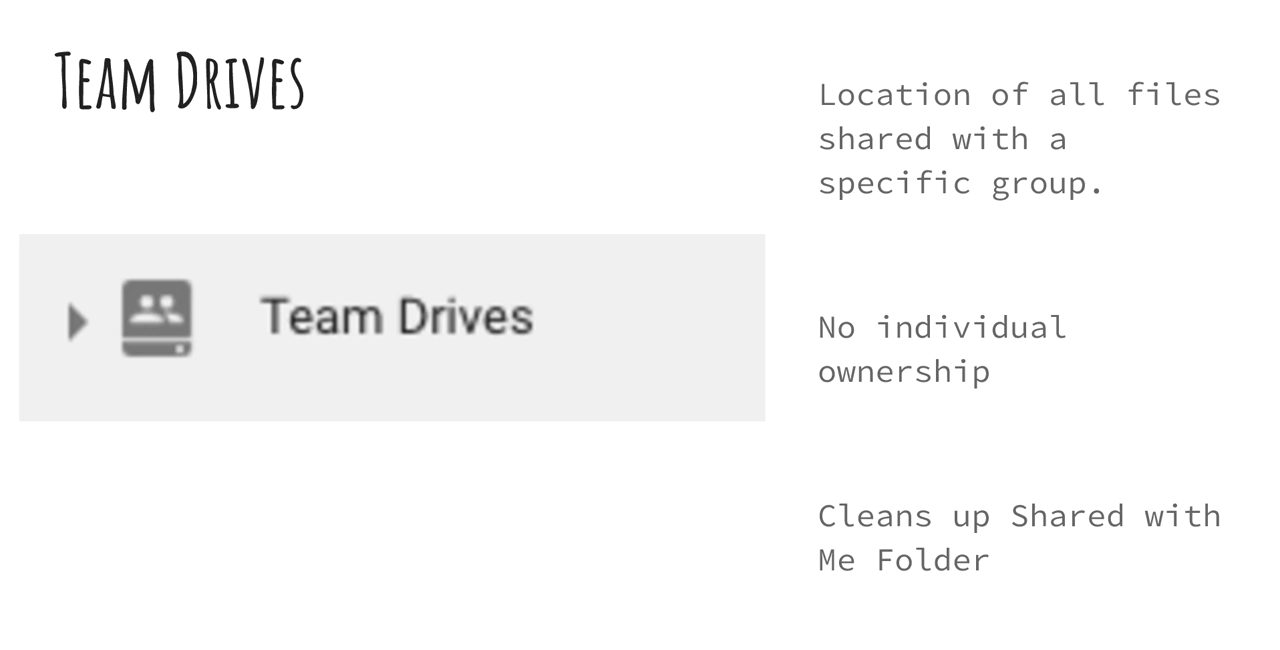 Team Drives
Team Drives
Location of all files
shared with a
specific group.
No individual
ownership
Cleans up Shared with
Me Folder